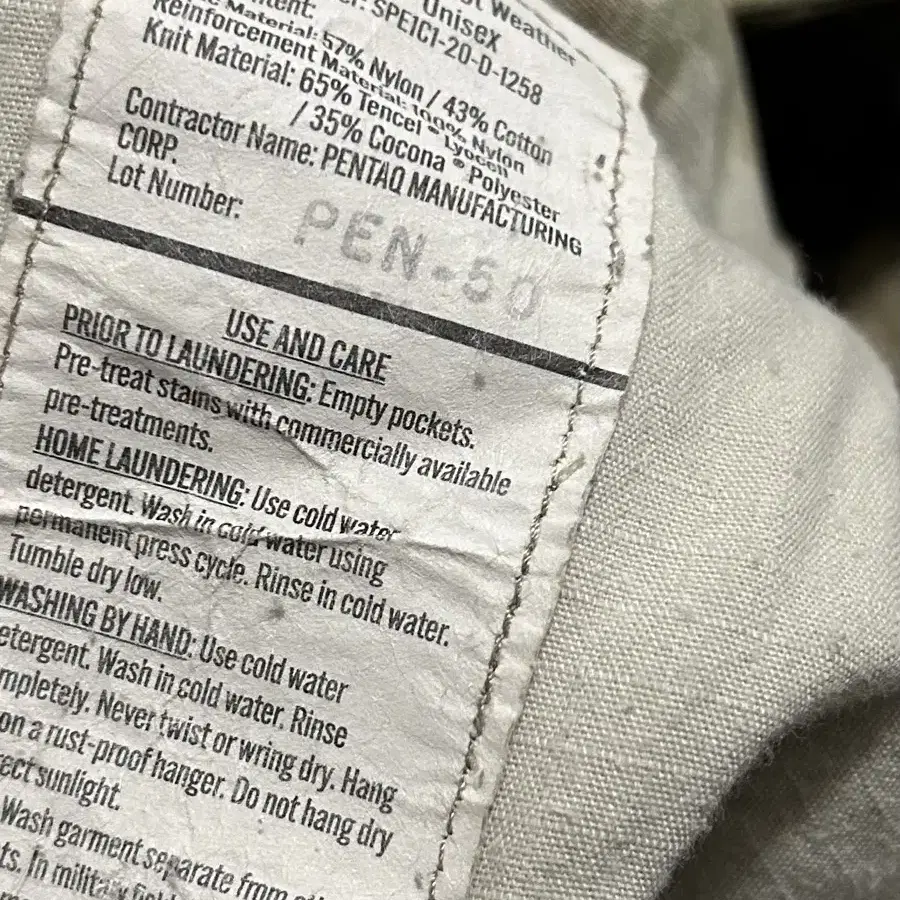 Weather
Unisex
SPE1C1-20-D-1258
Material: 57% Nylon / 43% Cotton
Reinforcement Material: 100% Nylon
Knit Material: 65% Tencel ® Lyocell
/ 35% Cocona ® Polyester
Contractor Name: PENTAQ MANUFACTURING
CORP.
Lot Number:
PEN-50
USE AND CARE
PRIOR TO LAUNDERING: Empty pockets.
Pre-treat stains with commercially available
pre-treatments.
HOME LAUNDERING: Use cold water
detergent. Wash in cold water using
permanent press cycle. Rinse in cold water.
Tumble dry low.
WASHING BY HAND: Use cold water
etergent. Wash in cold water. Rinse
mpletely. Never twist or wring dry. Hang
on a rust-proof hanger. Do not hang dry
ect sunlight.
Wash garment separate from
ts. In military